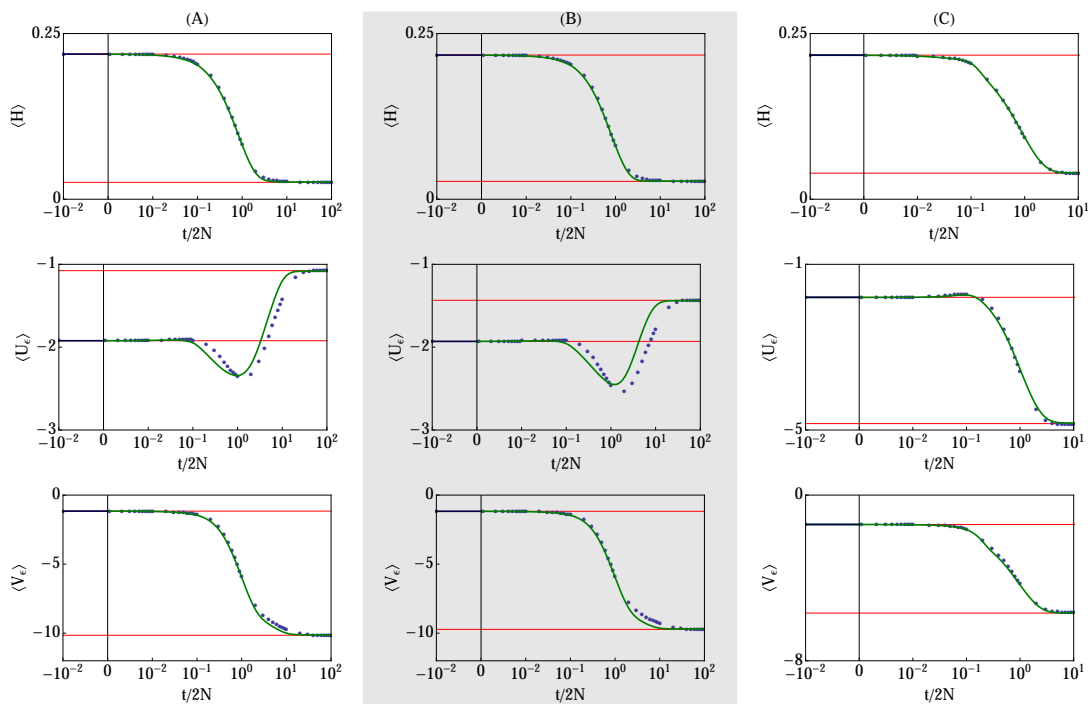 (A) (B) (C)
0.25 0.25 0.25
⟨H⟩ ⟨H⟩ ⟨H⟩
0 0 0
−10⁻² 0 10⁻² 10⁻¹ 10⁰ 10¹ 10² −10⁻² 0 10⁻² 10⁻¹ 10⁰ 10¹ 10² −10⁻² 0 10⁻² 10⁻¹ 10⁰ 10¹
t/2N t/2N t/2N
−1 −1 −1
⟨Uϵ⟩ ⟨Uϵ⟩ ⟨Uϵ⟩
−2 −2
−3 −3 −5
−10⁻² 0 10⁻² 10⁻¹ 10⁰ 10¹ 10² −10⁻² 0 10⁻² 10⁻¹ 10⁰ 10¹ 10² −10⁻² 0 10⁻² 10⁻¹ 10⁰ 10¹
t/2N t/2N t/2N
0 0 0
⟨Vϵ⟩ ⟨Vϵ⟩ ⟨Vϵ⟩
−5 −5
−10 −10
−8
−10⁻² 0 10⁻² 10⁻¹ 10⁰ 10¹ 10² −10⁻² 0 10⁻² 10⁻¹ 10⁰ 10¹ 10² −10⁻² 0 10⁻² 10⁻¹ 10⁰ 10¹
t/2N t/2N t/2N